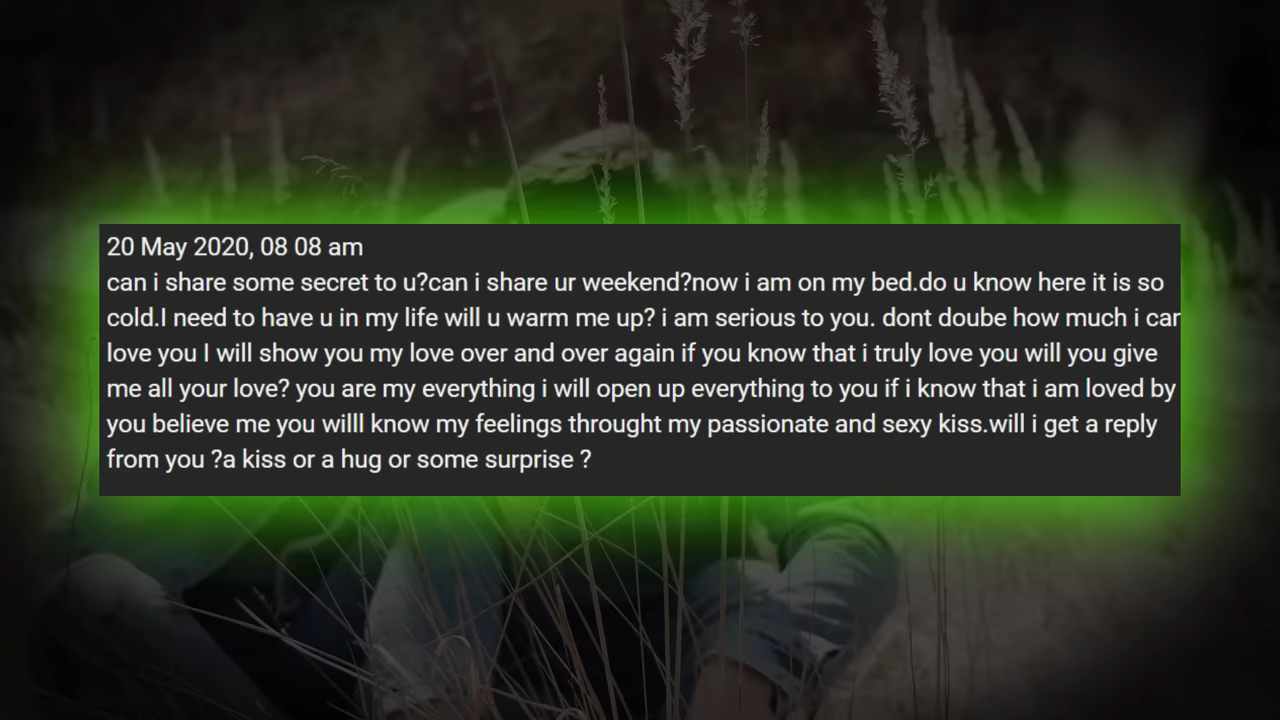 20 May 2020, 08 08 am
can i share some secret to u?can i share ur weekend?now i am on my bed.do u know here it is so
cold.I need to have u in my life will u warm me up? i am serious to you. dont doube how much i car
love you I will show you my love over and over again if you know that i truly love you will you give
me all your love? you are my everything i will open up everything to you if i know that i am loved by
you believe me you willl know my feelings throught my passionate and sexy kiss.will i get a reply
from you ?a kiss or a hug or some surprise ?